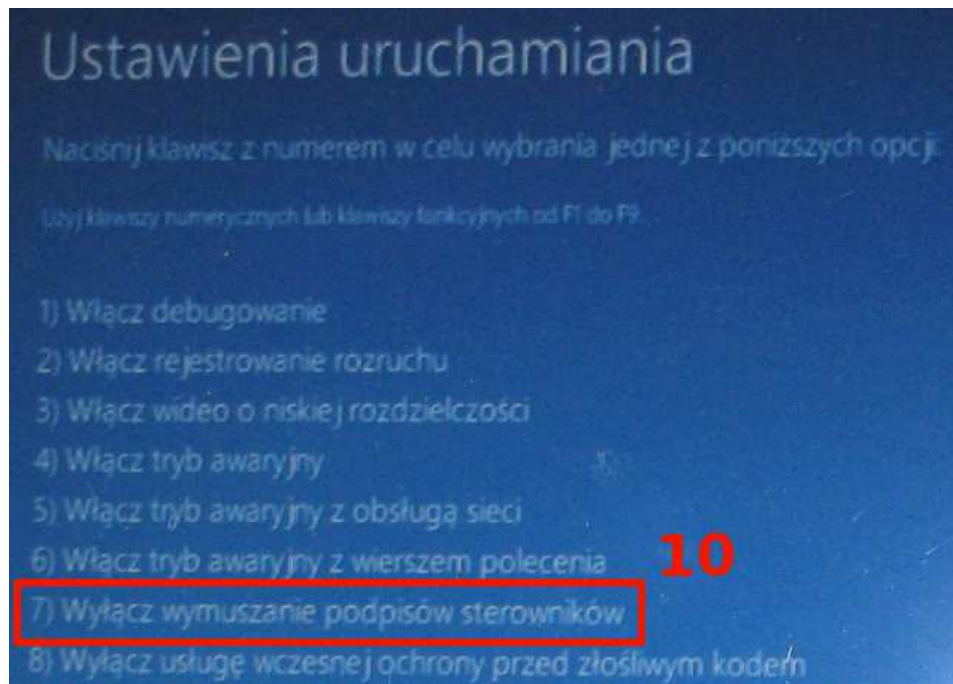 Ustawienia uruchamiania
Naciśnij klawisz z numerem w celu wybrania jednej z poniższych opcji:
Użyj klawiszy numerycznych lub klawiszy funkcyjnych od F1 do F9.
1) Włącz debugowanie
2) Włącz rejestrowanie rozruchu
3) Włącz wideo o niskiej rozdzielczości
4) Włącz tryb awaryjny
5) Włącz tryb awaryjny z obsługą sieci
6) Włącz tryb awaryjny z wierszem polecenia
10
7) Wyłącz wymuszanie podpisów sterowników
8) Wyłącz usługę wczesnej ochrony przed złośliwym kodem